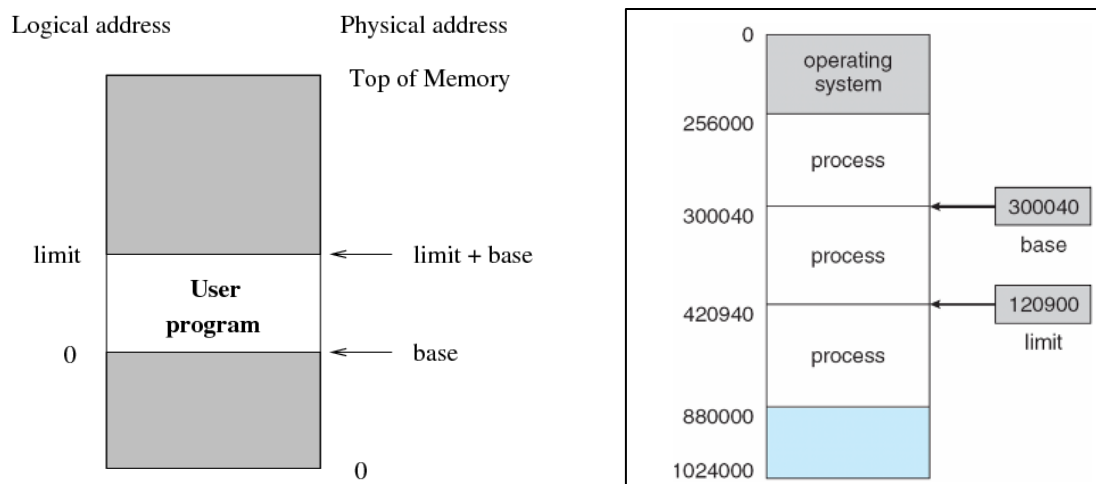 Logical address
Physical address
Top of Memory
limit
limit + base
User
program
0
base
0
0
operating
system
256000
process
300040
300040
base
process
420940
120900
limit
process
880000
1024000